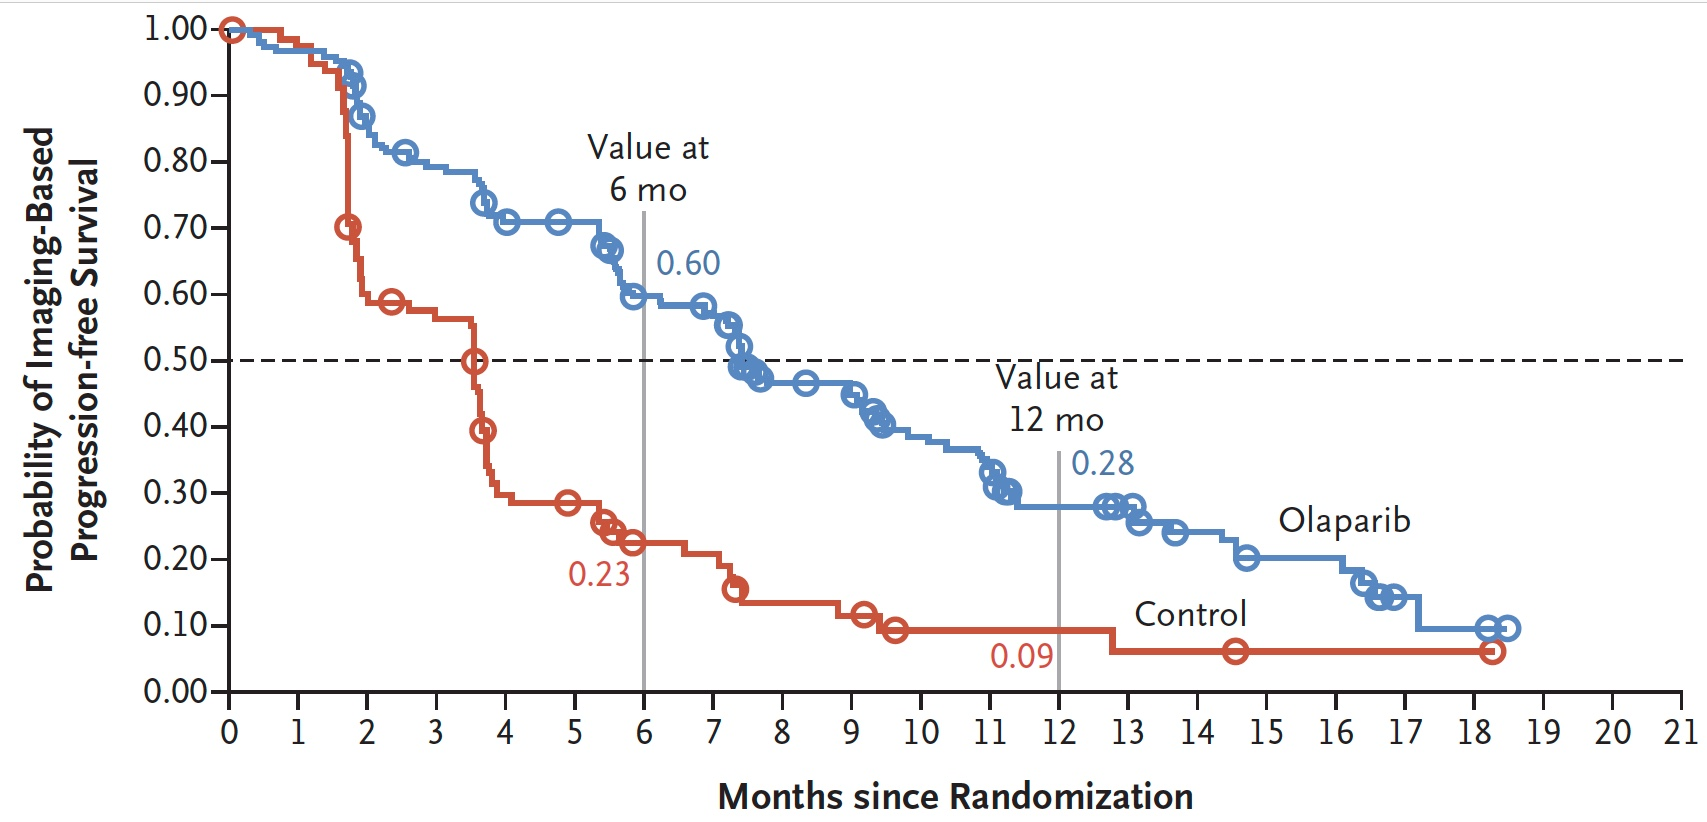 Probability of Imaging-Based
Progression-free Survival
1.00
0.90
0.80
0.70
0.60
0.50
0.40
0.30
0.20
0.10
0.00
Value at
6 mo
0.60
0.23
Value at
12 mo
0.28
0.09
Olaparib
Control
0 1 2 3 4 5 6 7 8 9 10 11 12 13 14 15 16 17 18 19 20 21
Months since Randomization